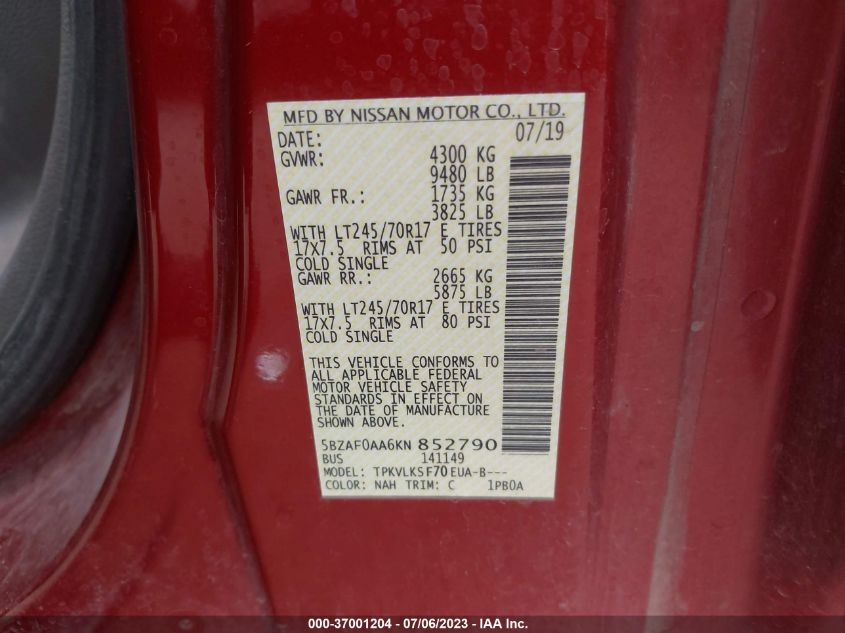 MFD BY NISSAN MOTOR CO., LTD.
DATE: 07/19
GVWR: 4300 KG
9480 LB
GAWR FR.: 1735 KG
3825 LB
WITH LT245/70R17 E TIRES
17X7.5 RIMS AT 50 PSI
COLD SINGLE
GAWR RR.: 2665 KG
5875 LB
WITH LT245/70R17 E TIRES
17X7.5 RIMS AT 80 PSI
COLD SINGLE
THIS VEHICLE CONFORMS TO
ALL APPLICABLE FEDERAL
MOTOR VEHICLE SAFETY
STANDARDS IN EFFECT ON
THE DATE OF MANUFACTURE
SHOWN ABOVE.
5BZAF0AA6KN 852790
BUS 141149
MODEL: TPKVLKSF70EUA-B---
COLOR: NAH TRIM: C 1PB0A
000-37001204 - 07/06/2023 - IAA Inc.